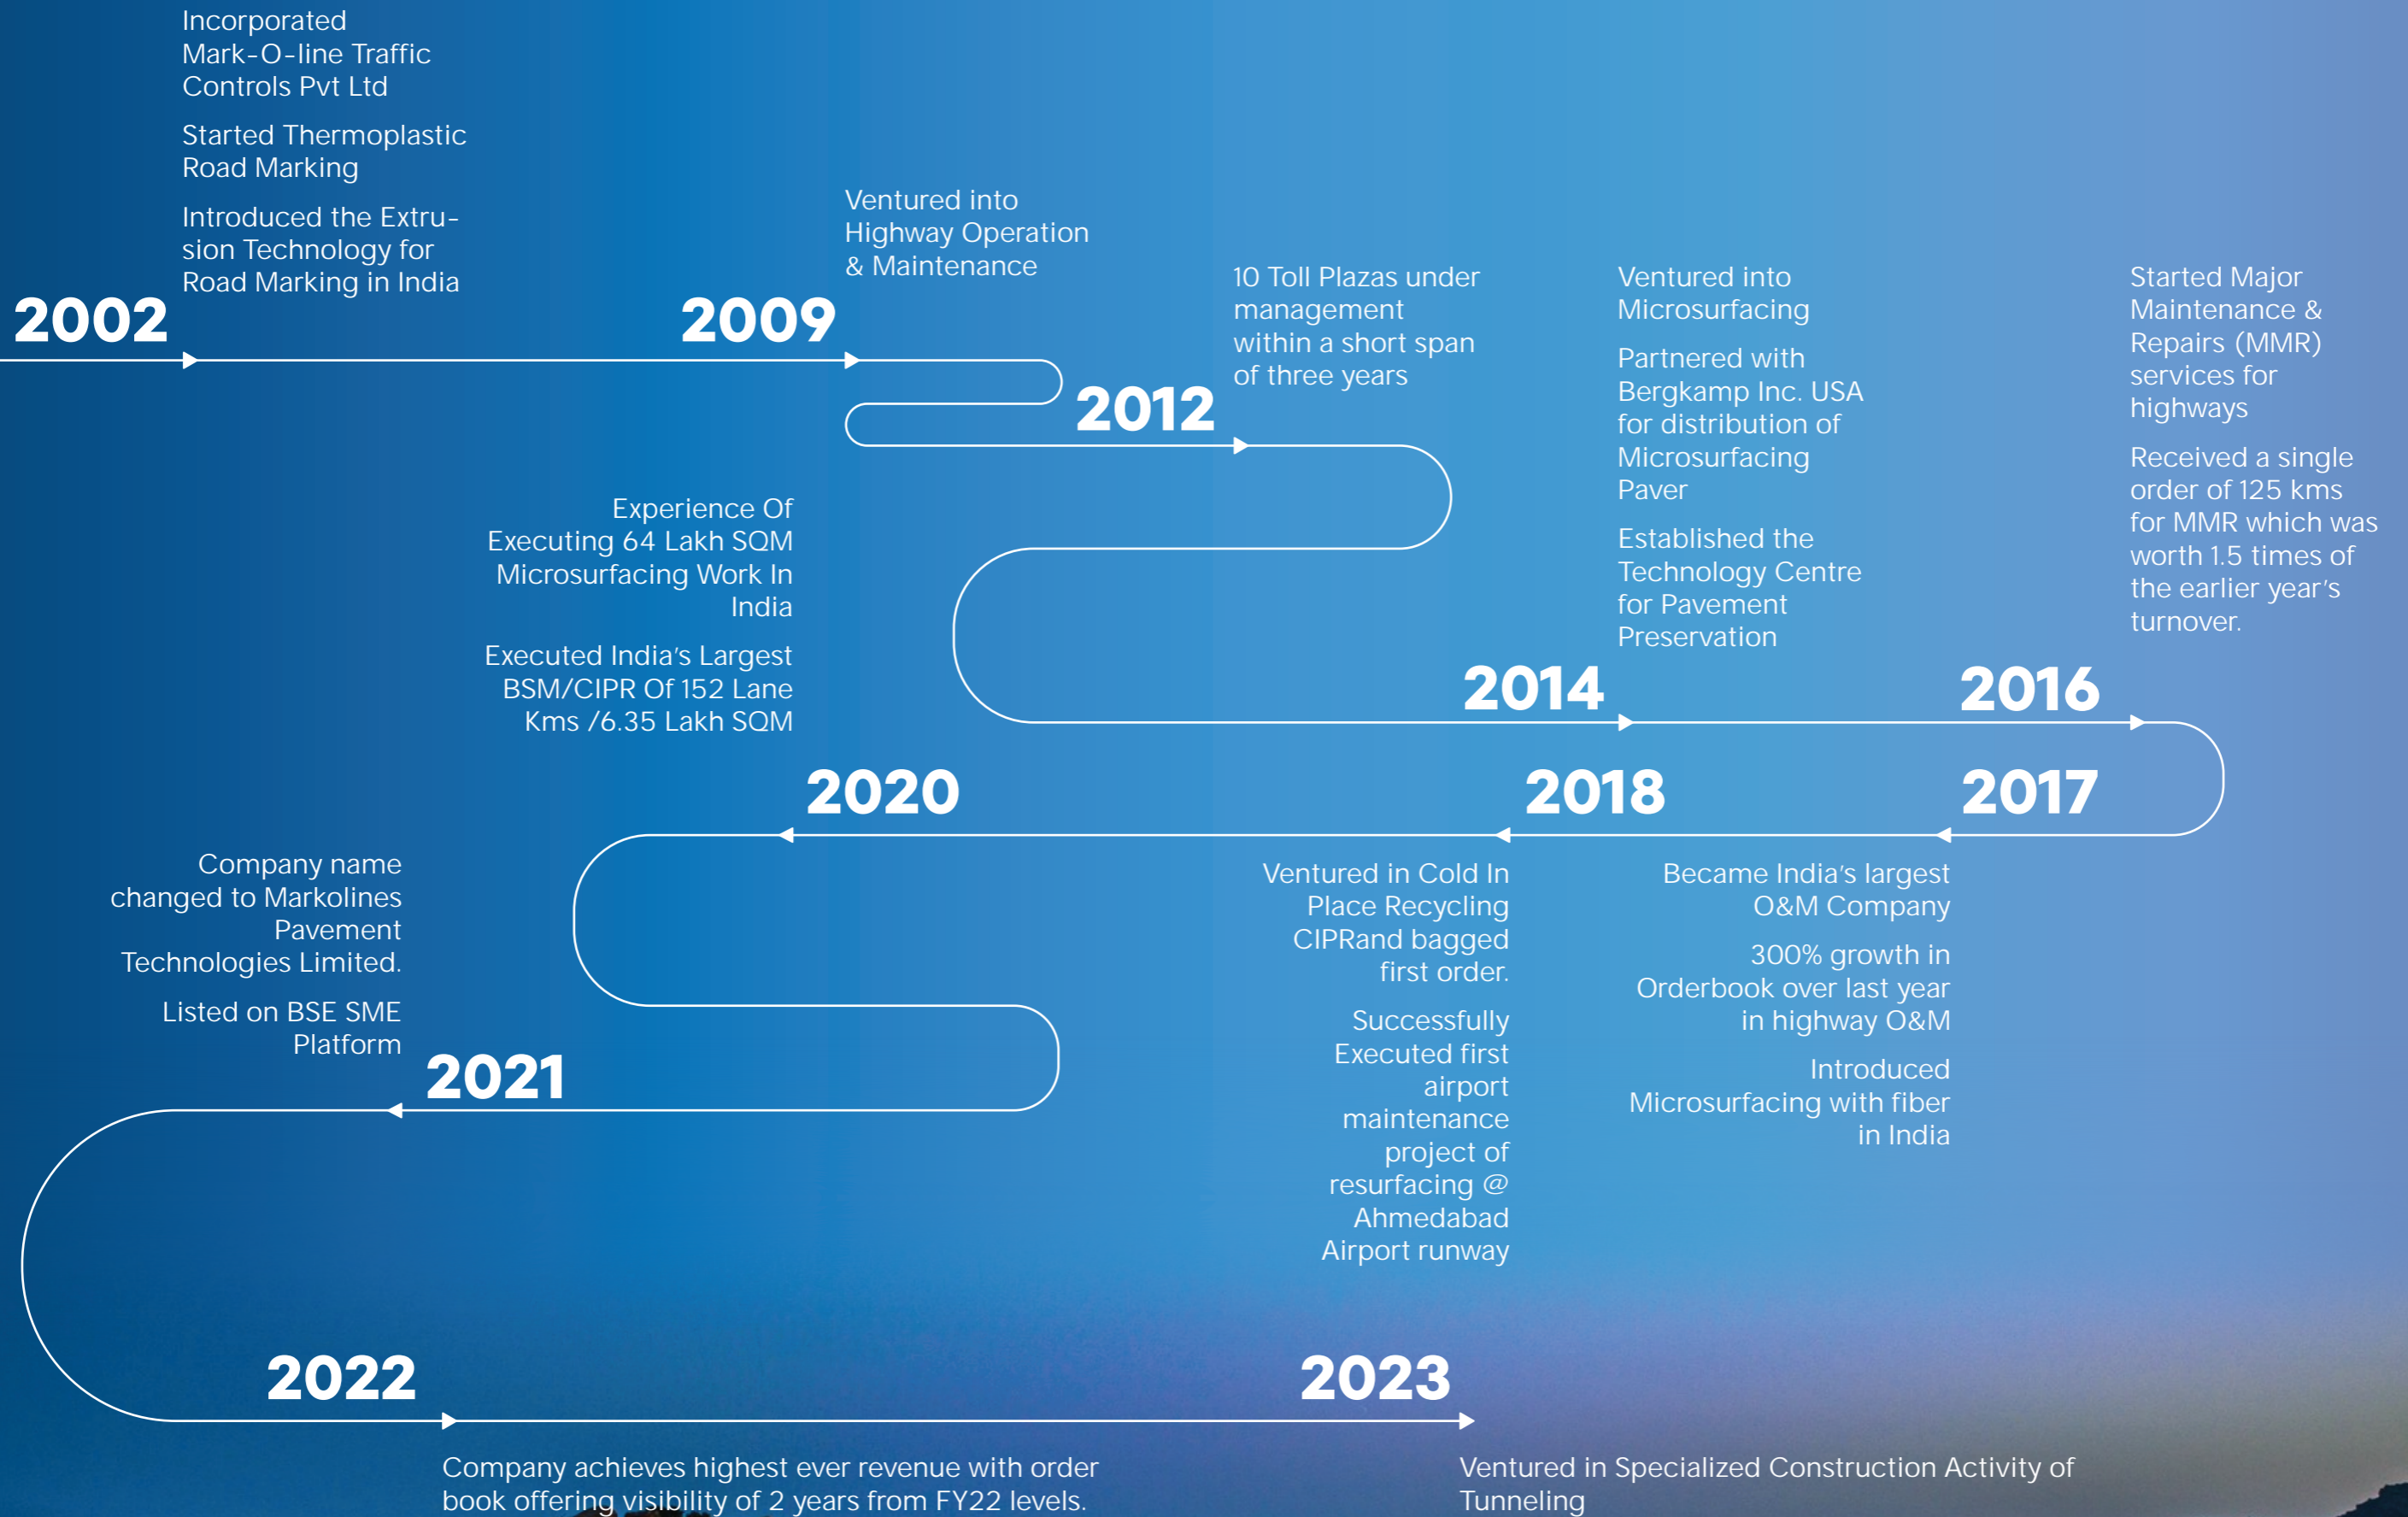 Incorporated
Mark-O-line Traffic
Controls Pvt Ltd
Started Thermoplastic
Road Marking
Introduced the Extru-
sion Technology for
Road Marking in India
2002
2009
Ventured into
Highway Operation
& Maintenance
2012
10 Toll Plazas under
management
within a short span
of three years
2014
Ventured into
Microsurfacing
Partnered with
Bergkamp Inc. USA
for distribution of
Microsurfacing
Paver
Established the
Technology Centre
for Pavement
Preservation
2016
Started Major
Maintenance &
Repairs (MMR)
services for
highways
Received a single
order of 125 kms
for MMR which was
worth 1.5 times of
the earlier year's
turnover.
2017
Became India's largest
O&M Company
300% growth in
Orderbook over last year
in highway O&M
Introduced
Microsurfacing with fiber
in India
2018
Ventured in Cold In
Place Recycling
CIPRand bagged
first order.
Successfully
Executed first
airport
maintenance
project of
resurfacing @
Ahmedabad
Airport runway
2020
Experience Of
Executing 64 Lakh SQM
Microsurfacing Work In
India
Executed India's Largest
BSM/CIPR Of 152 Lane
Kms /6.35 Lakh SQM
2021
Company name
changed to Markolines
Pavement
Technologies Limited.
Listed on BSE SME
Platform
2022
Company achieves highest ever revenue with order
book offering visibility of 2 years from FY22 levels.
2023
Ventured in Specialized Construction Activity of
Tunneling